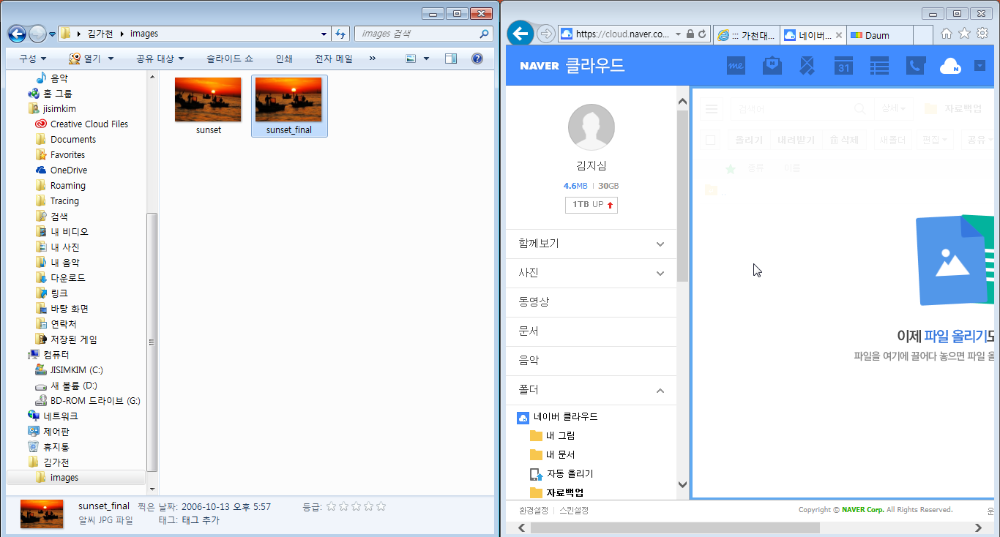 김가천 images
images 검색
구성 열기 공유 대상 슬라이드 쇼 인쇄 전자 메일 »
음악
홈 그룹
jisimkim
Creative Cloud Files
Documents
Favorites
OneDrive
Roaming
Tracing
검색
내 비디오
내 사진
내 음악
다운로드
링크
바탕 화면
연락처
저장된 게임
컴퓨터
JISIMKIM (C:)
새 볼륨 (D:)
BD-ROM 드라이브 (G:)
네트워크
제어판
휴지통
김가천
images
sunset
sunset_final
sunset_final 찍은 날짜: 2006-10-13 오후 5:57 등급:
알씨 JPG 파일 태그: 태그 추가
https://cloud.naver.co...
::: 가천대...
네이버...
Daum
NAVER 클라우드
me
31
N
김지심
4.6MB | 30GB
1TB UP
함께보기
사진
동영상
문서
음악
폴더
네이버 클라우드
내 그림
내 문서
자동 올리기
자료백업
검색어 상세 자료백업
올리기 내려받기 삭제 새폴더 편집 공유
종류 이름
..
이제 파일 올리기도
파일을 여기에 끌어다 놓으면 파일 올
환경설정 | 스킨설정
Copyright © NAVER Corp. All Rights Reserved.
운